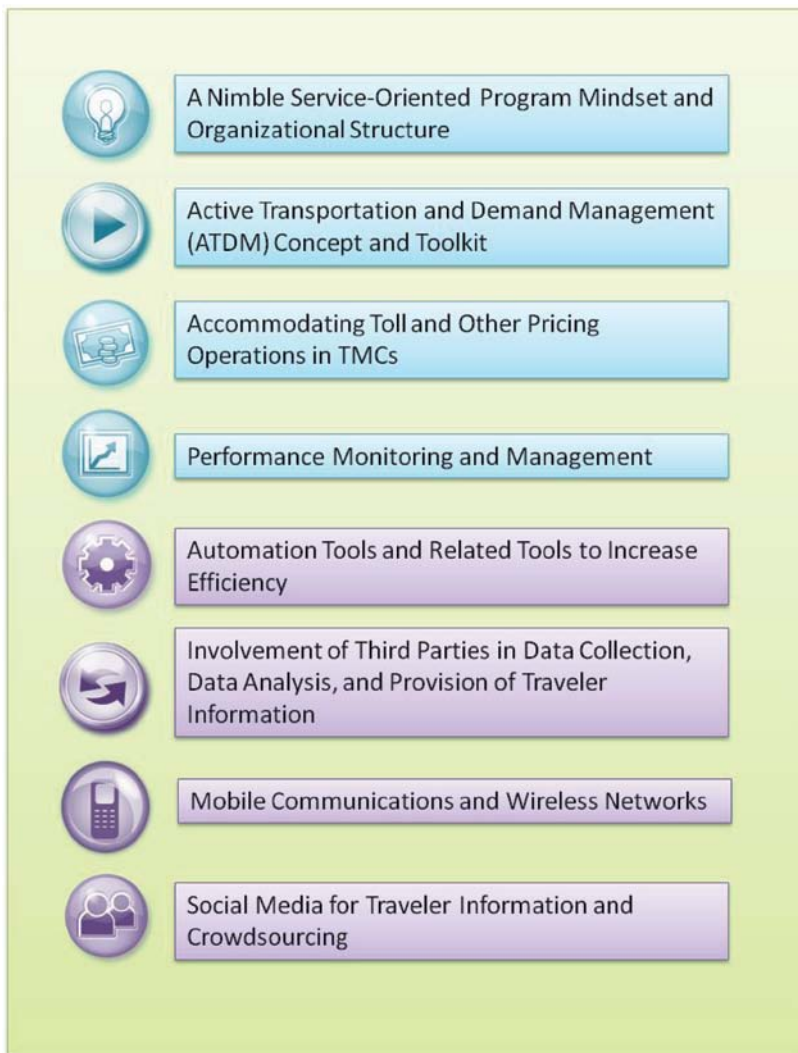 A Nimble Service-Oriented Program Mindset and
Organizational Structure
Active Transportation and Demand Management
(ATDM) Concept and Toolkit
Accommodating Toll and Other Pricing
Operations in TMCs
Performance Monitoring and Management
Automation Tools and Related Tools to Increase
Efficiency
Involvement of Third Parties in Data Collection,
Data Analysis, and Provision of Traveler
Information
Mobile Communications and Wireless Networks
Social Media for Traveler Information and
Crowdsourcing